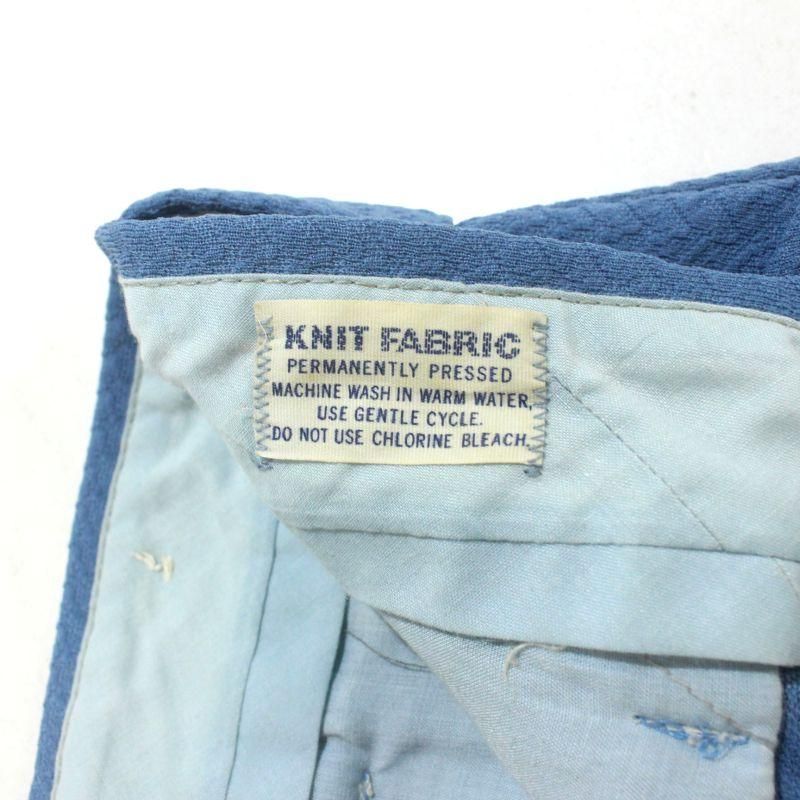 KNIT FABRIC
PERMANENTLY PRESSED
MACHINE WASH IN WARM WATER,
USE GENTLE CYCLE.
DO NOT USE CHLORINE BLEACH.